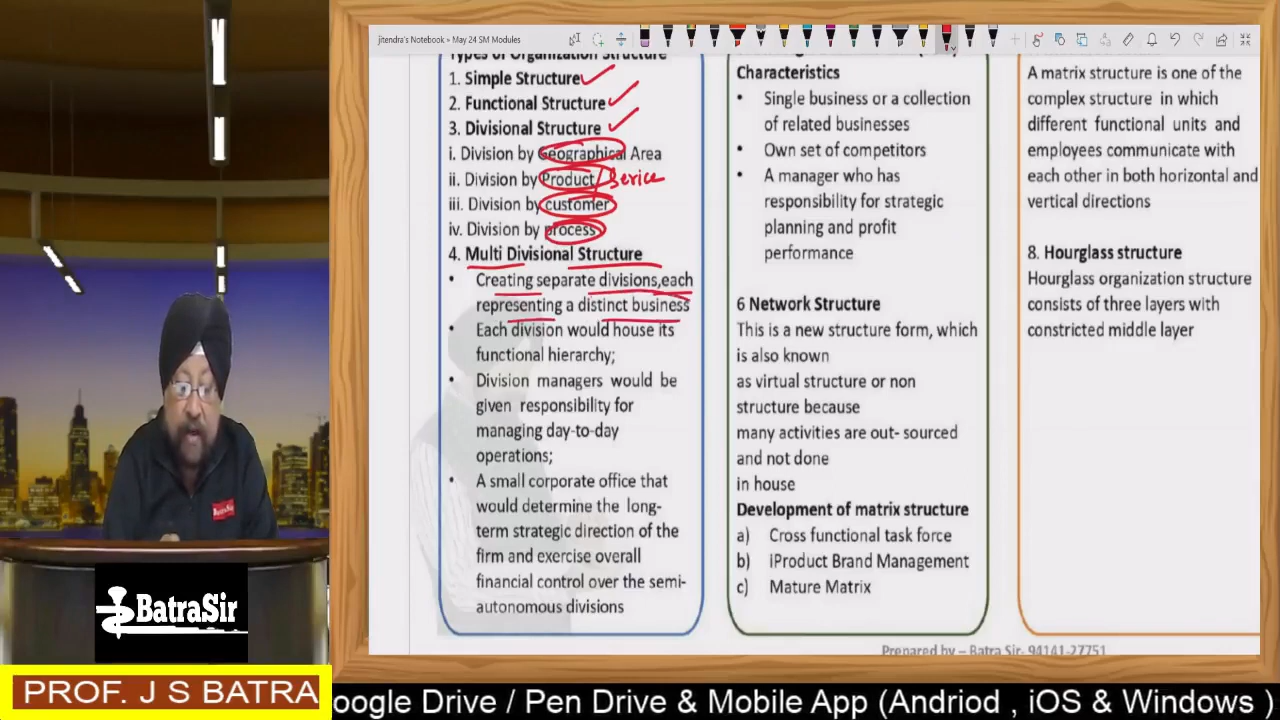 jitendra's Notebook » May 24 SM Modules
Types of Organization Structure
1. Simple Structure
2. Functional Structure
3. Divisional Structure
i. Division by Geographical Area
ii. Division by Product / Serice
iii. Division by customer
iv. Division by process
4. Multi Divisional Structure
• Creating separate divisions,each
representing a distinct business
• Each division would house its
functional hierarchy;
• Division managers would be
given responsibility for
managing day-to-day
operations;
• A small corporate office that
would determine the long-
term strategic direction of the
firm and exercise overall
financial control over the semi-
autonomous divisions
Characteristics
• Single business or a collection
of related businesses
• Own set of competitors
• A manager who has
responsibility for strategic
planning and profit
performance
6 Network Structure
This is a new structure form, which
is also known
as virtual structure or non
structure because
many activities are out- sourced
and not done
in house
Development of matrix structure
a) Cross functional task force
b) iProduct Brand Management
c) Mature Matrix
A matrix structure is one of the
complex structure in which
different functional units and
employees communicate with
each other in both horizontal and
vertical directions
8. Hourglass structure
Hourglass organization structure
consists of three layers with
constricted middle layer
Prepared by – Batra Sir- 94141-27751
BatraSir
BatraSir
PROF. J S BATRA
oogle Drive / Pen Drive & Mobile App (Andriod , iOS & Windows )